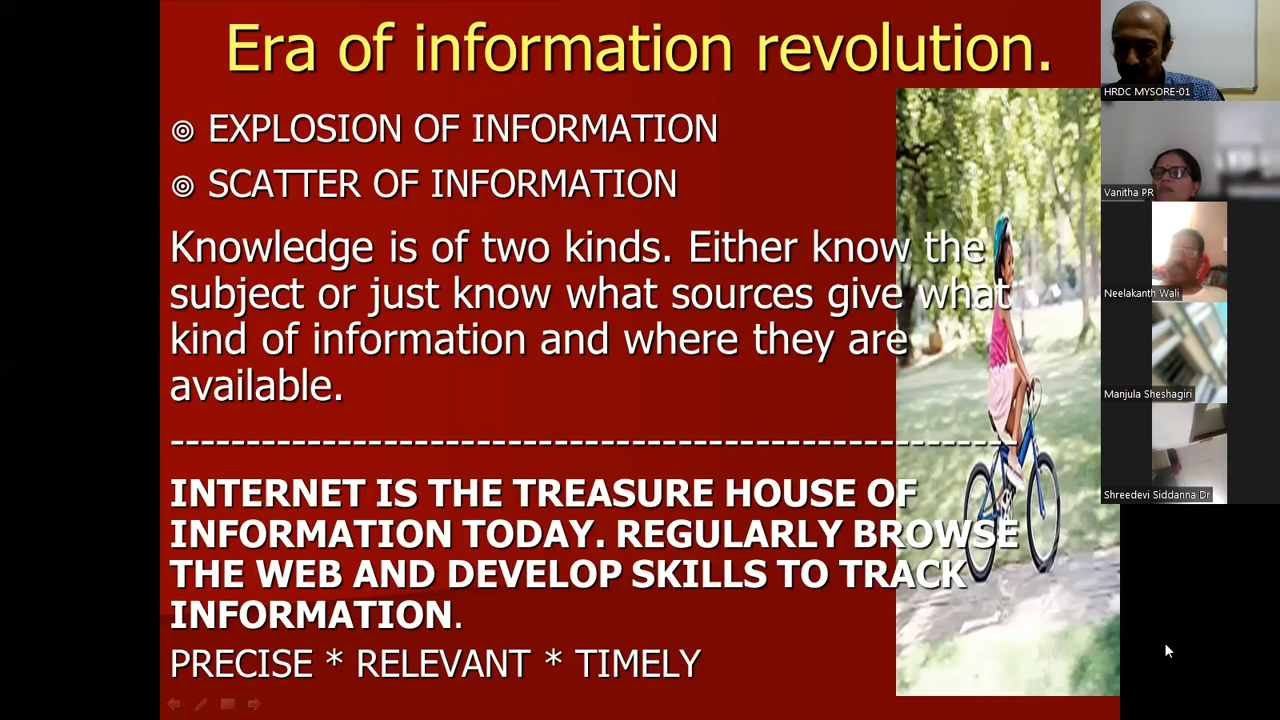 Era of information revolution.
EXPLOSION OF INFORMATION
SCATTER OF INFORMATION
Knowledge is of two kinds. Either know the
subject or just know what sources give what
kind of information and where they are
available.
--------------------------------------------------------
INTERNET IS THE TREASURE HOUSE OF
INFORMATION TODAY. REGULARLY BROWSE
THE WEB AND DEVELOP SKILLS TO TRACK
INFORMATION.
PRECISE * RELEVANT * TIMELY
HRDC MYSORE-01
Vanitha PR
Neelakanth Wali
Manjula Sheshagiri
Shreedevi Siddanna Dr